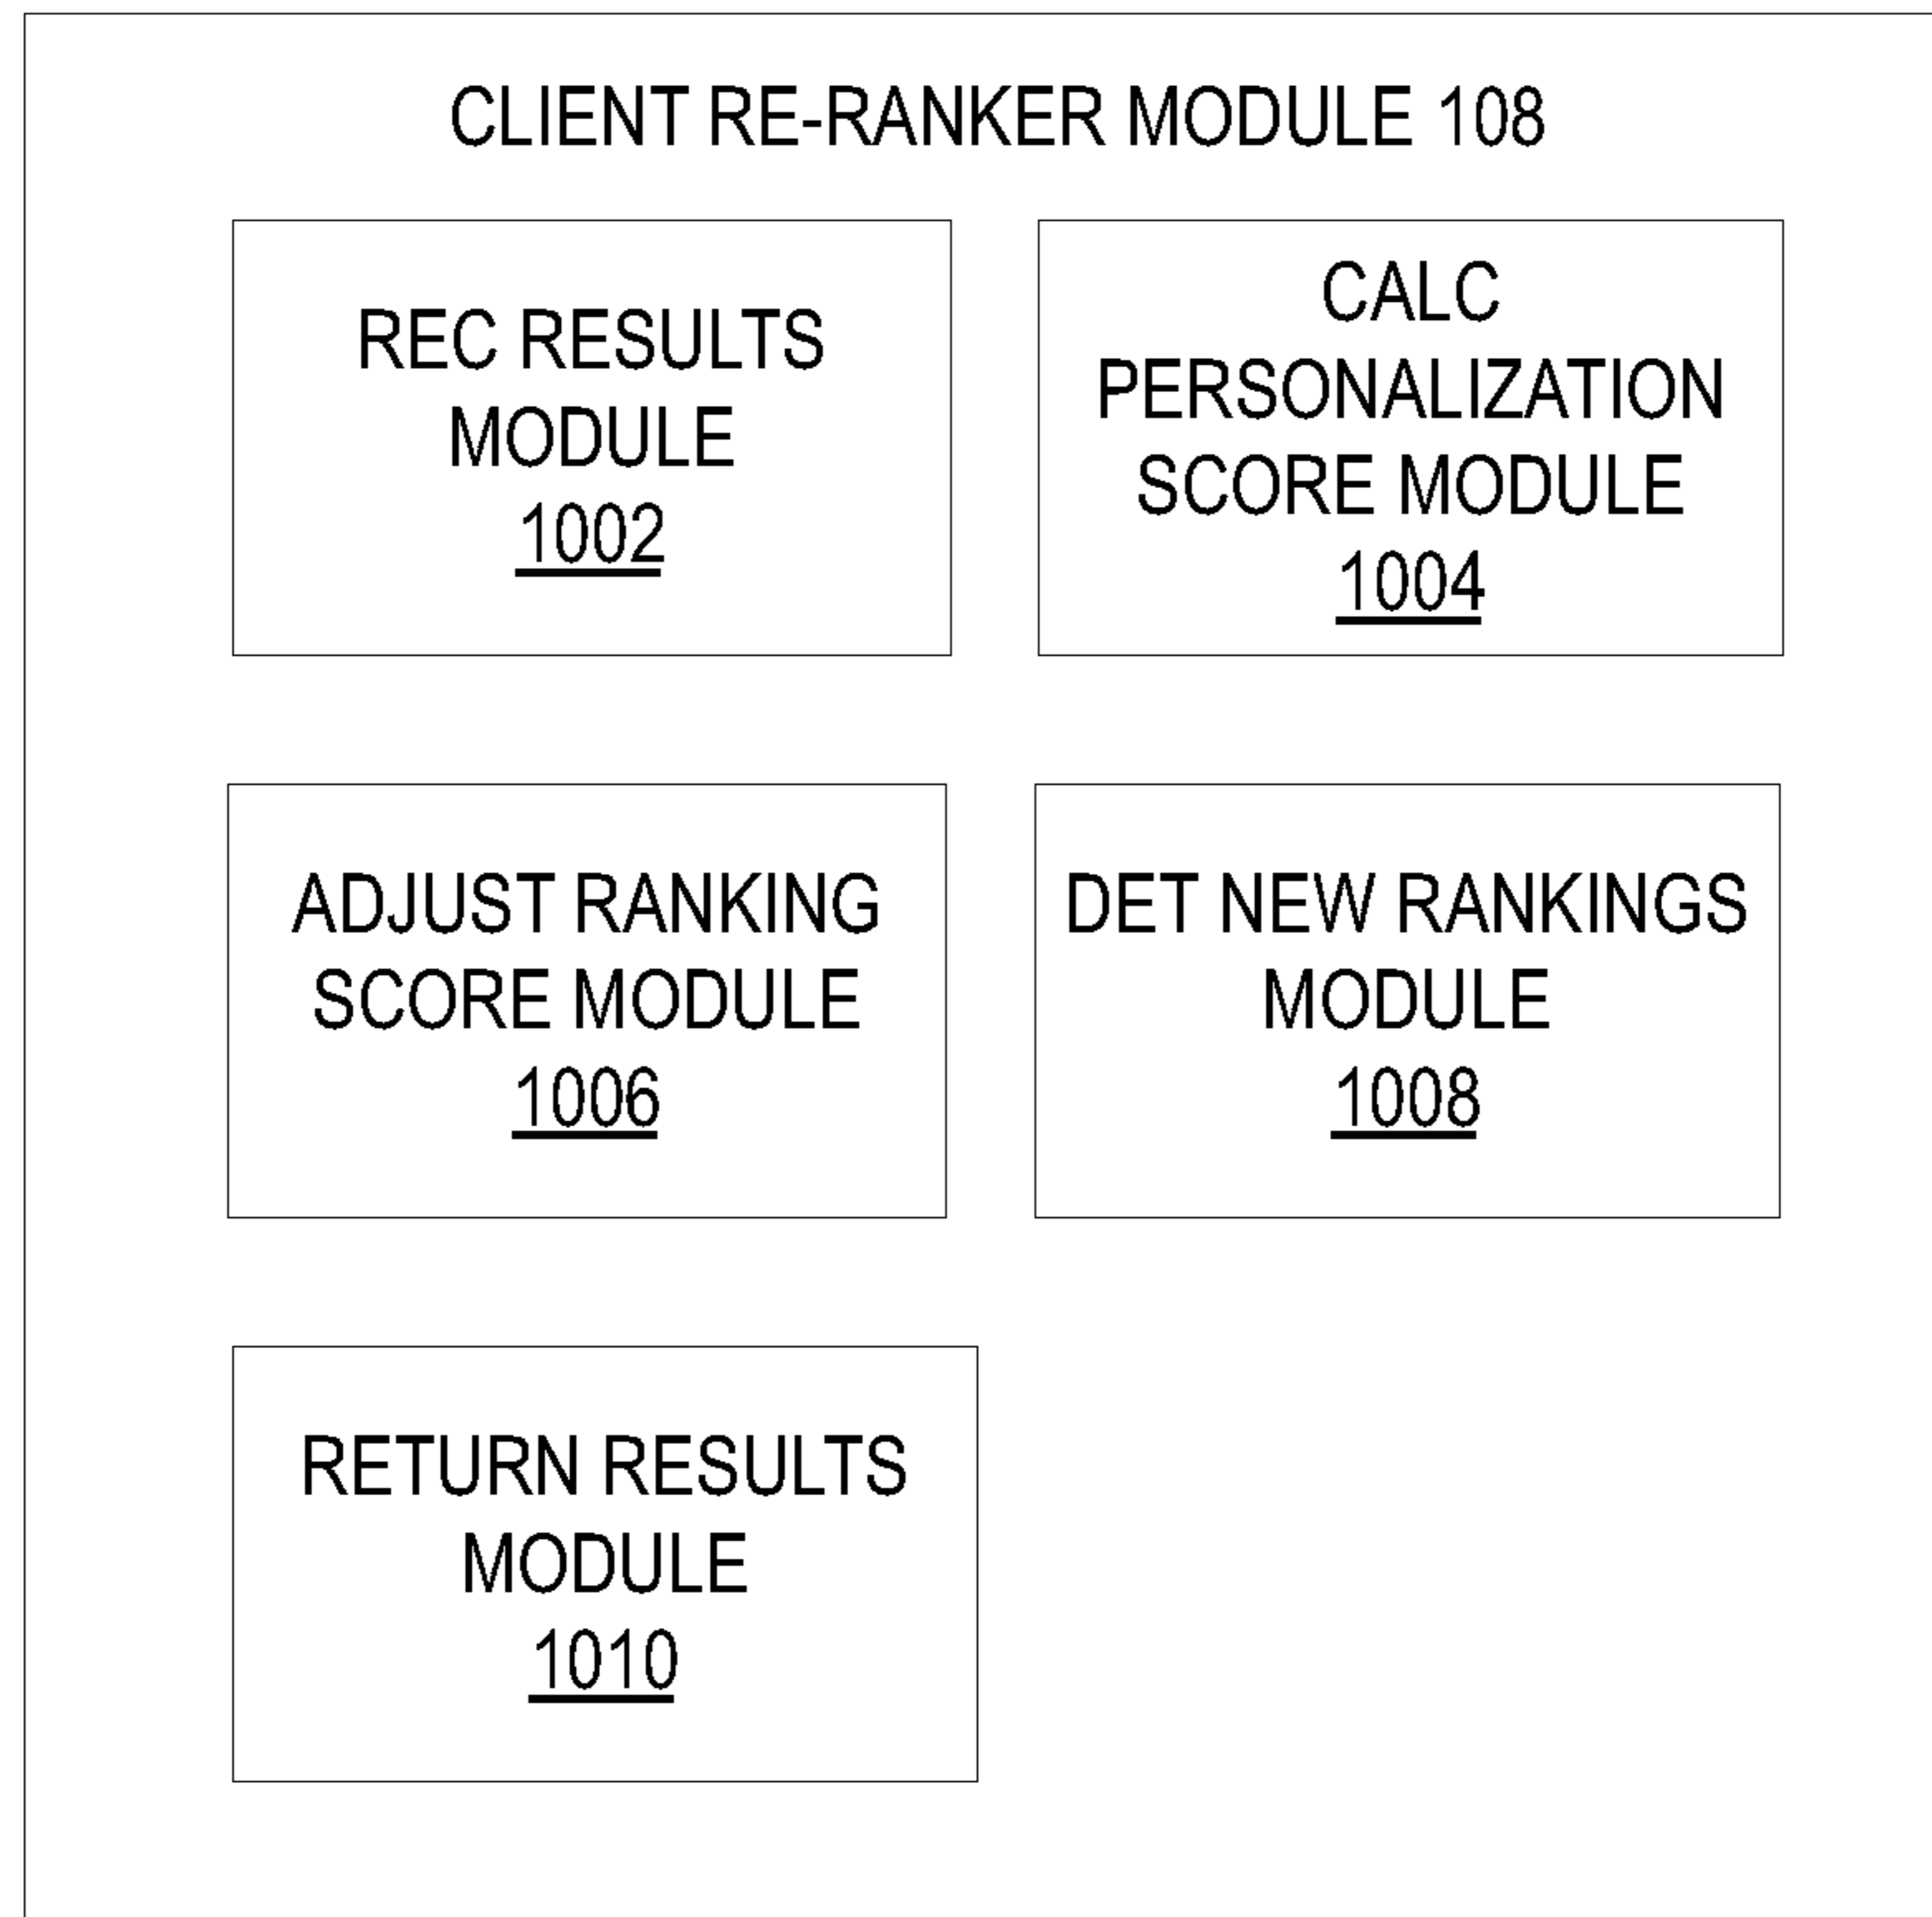 CLIENT RE-RANKER MODULE 108
REC RESULTS
MODULE
1002
CALC
PERSONALIZATION
SCORE MODULE
1004
ADJUST RANKING
SCORE MODULE
1006
DET NEW RANKINGS
MODULE
1008
RETURN RESULTS
MODULE
1010